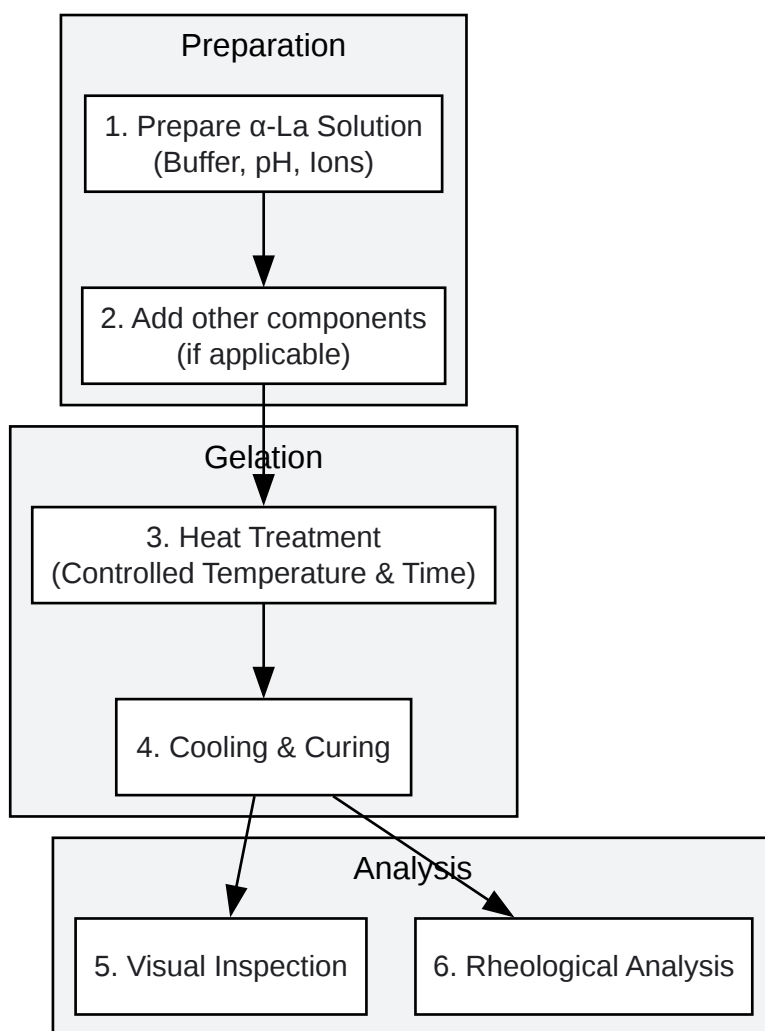 Preparation
1. Prepare α-La Solution
(Buffer, pH, Ions)
2. Add other components
(if applicable)
Gelation
3. Heat Treatment
(Controlled Temperature & Time)
4. Cooling & Curing
Analysis
5. Visual Inspection
6. Rheological Analysis